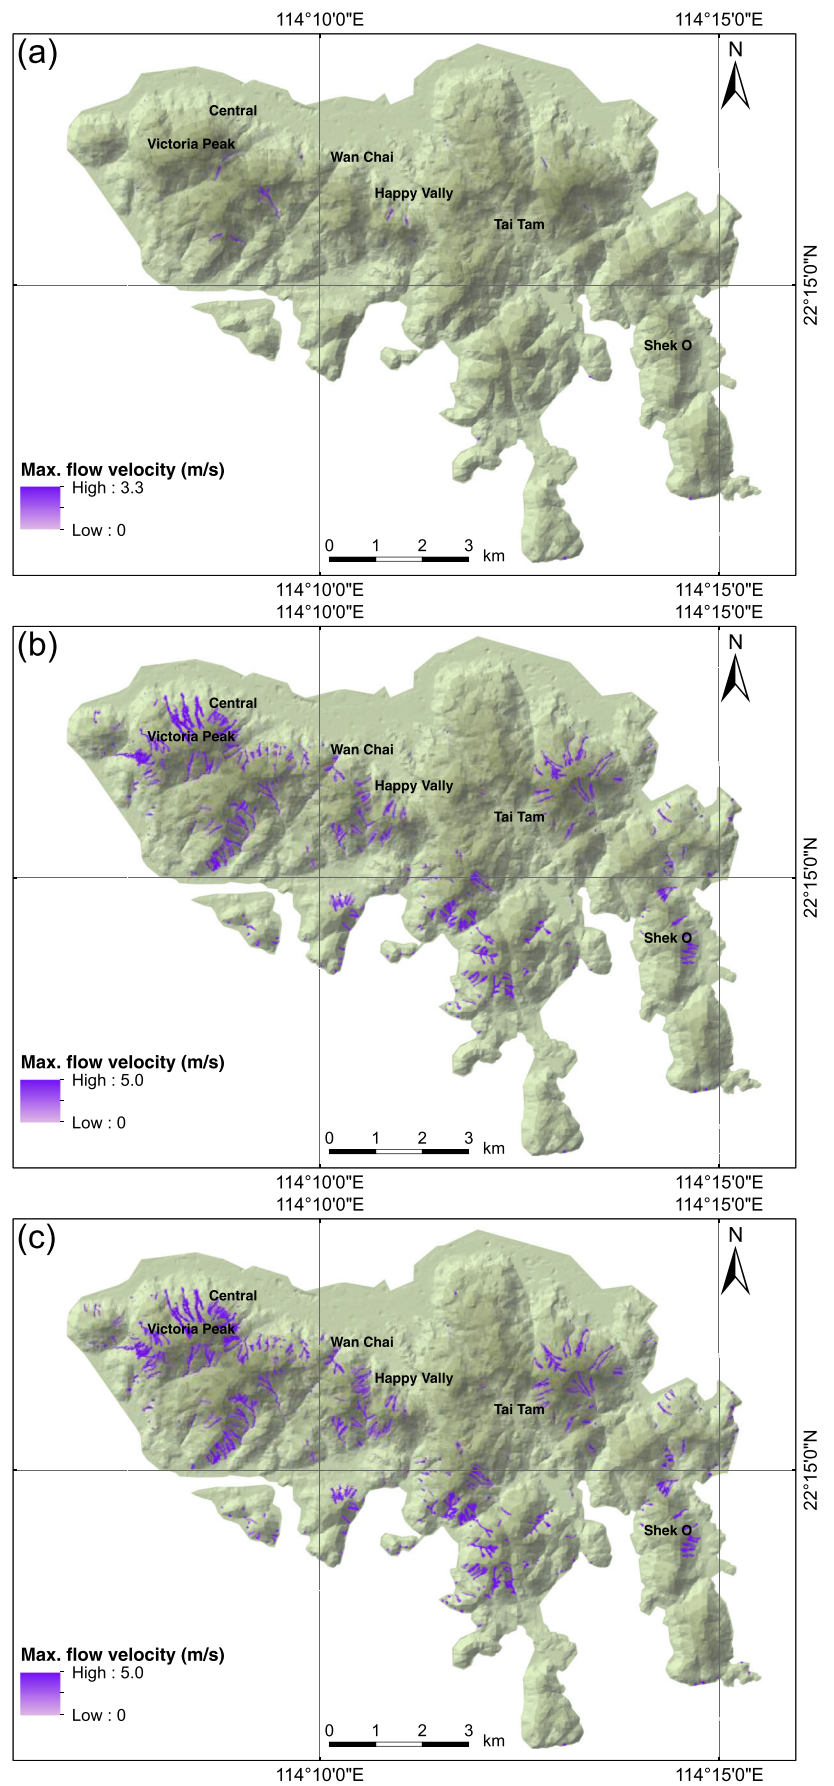 114°10'0"E 114°15'0"E
(a)
N
Central
Victoria Peak
Wan Chai
Happy Vally
Tai Tam
22°15'0"N
Shek O
Max. flow velocity (m/s)
High : 3.3
Low : 0
0 1 2 3 km
114°10'0"E 114°15'0"E
114°10'0"E 114°15'0"E
(b)
N
Central
Victoria Peak
Wan Chai
Happy Vally
Tai Tam
22°15'0"N
Shek O
Max. flow velocity (m/s)
High : 5.0
Low : 0
0 1 2 3 km
114°10'0"E 114°15'0"E
114°10'0"E 114°15'0"E
(c)
N
Central
Victoria Peak
Wan Chai
Happy Vally
Tai Tam
22°15'0"N
Shek O
Max. flow velocity (m/s)
High : 5.0
Low : 0
0 1 2 3 km
114°10'0"E 114°15'0"E